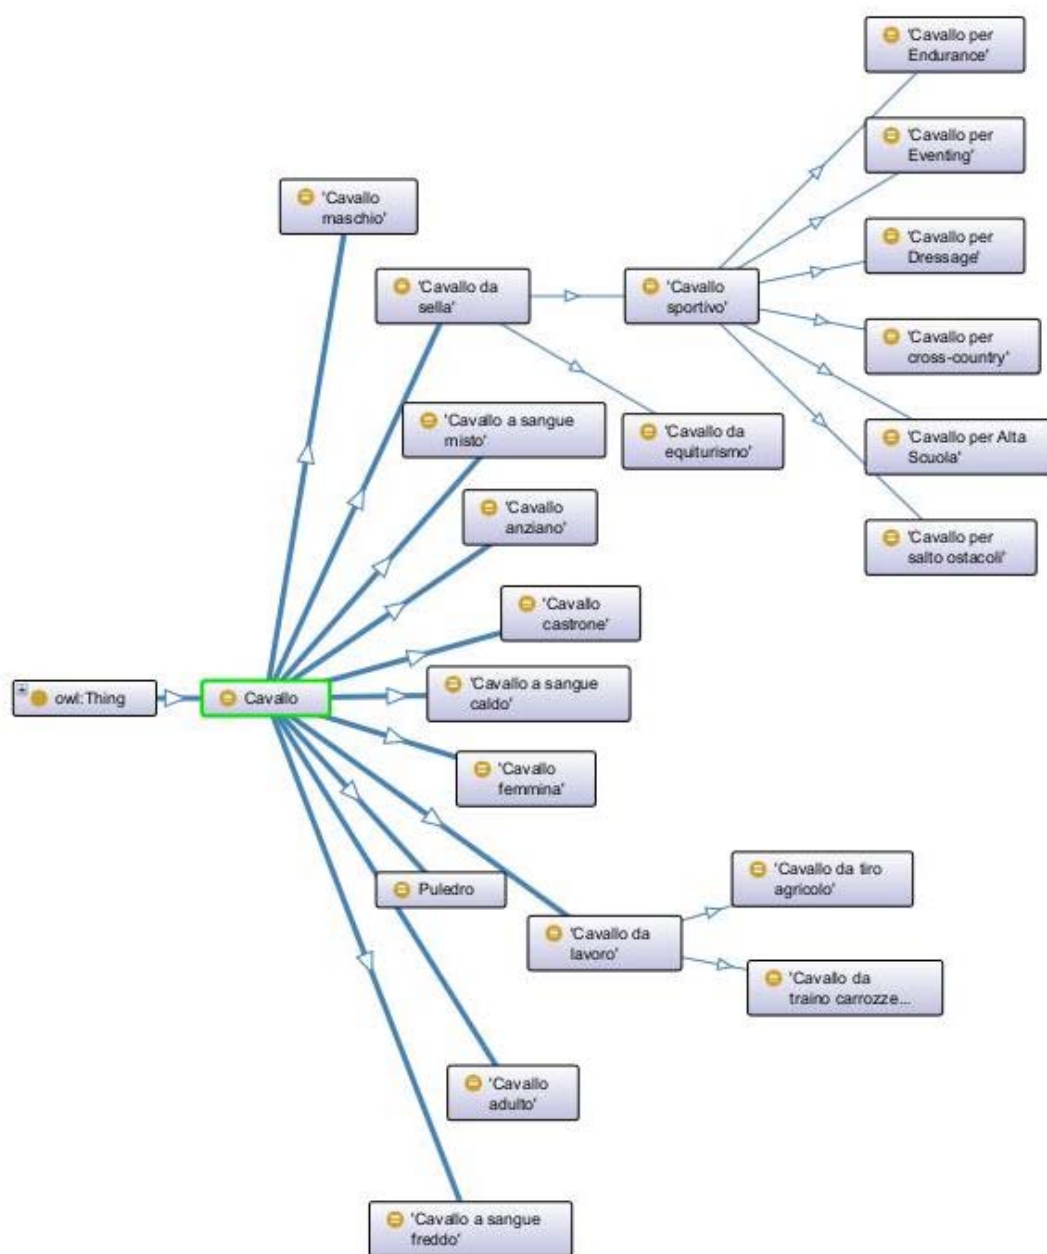 'Cavallo per
Endurance'
'Cavallo per
Eventing'
'Cavallo
maschio'
'Cavallo per
Dressage'
'Cavallo da
sella'
'Cavallo
sportivo'
'Cavallo per
cross-country'
'Cavallo a sangue
misto'
'Cavallo da
equiturismo'
'Cavallo per Alta
Scuola'
'Cavallo
anziano'
'Cavallo per
salto ostacoli'
'Cavallo
castrone'
owl:Thing
Cavallo
'Cavallo a sangue
caldo'
'Cavallo
femmina'
Puledro
'Cavallo da tiro
agricolo'
'Cavallo da
lavoro'
'Cavallo da
traino carrozze...
'Cavallo
adulto'
'Cavallo a sangue
freddo'